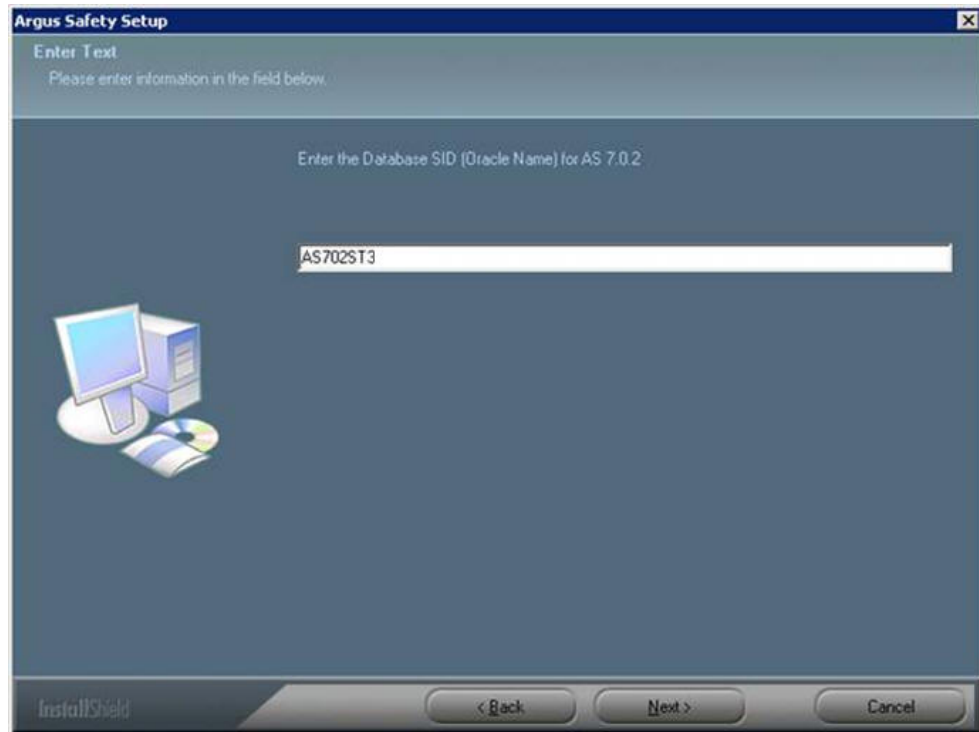 Argus Safety Setup
Enter Text
Please enter information in the field below.
Enter the Database SID (Oracle Name) for AS 7.0.2
AS702ST3
InstallShield
< Back
Next >
Cancel